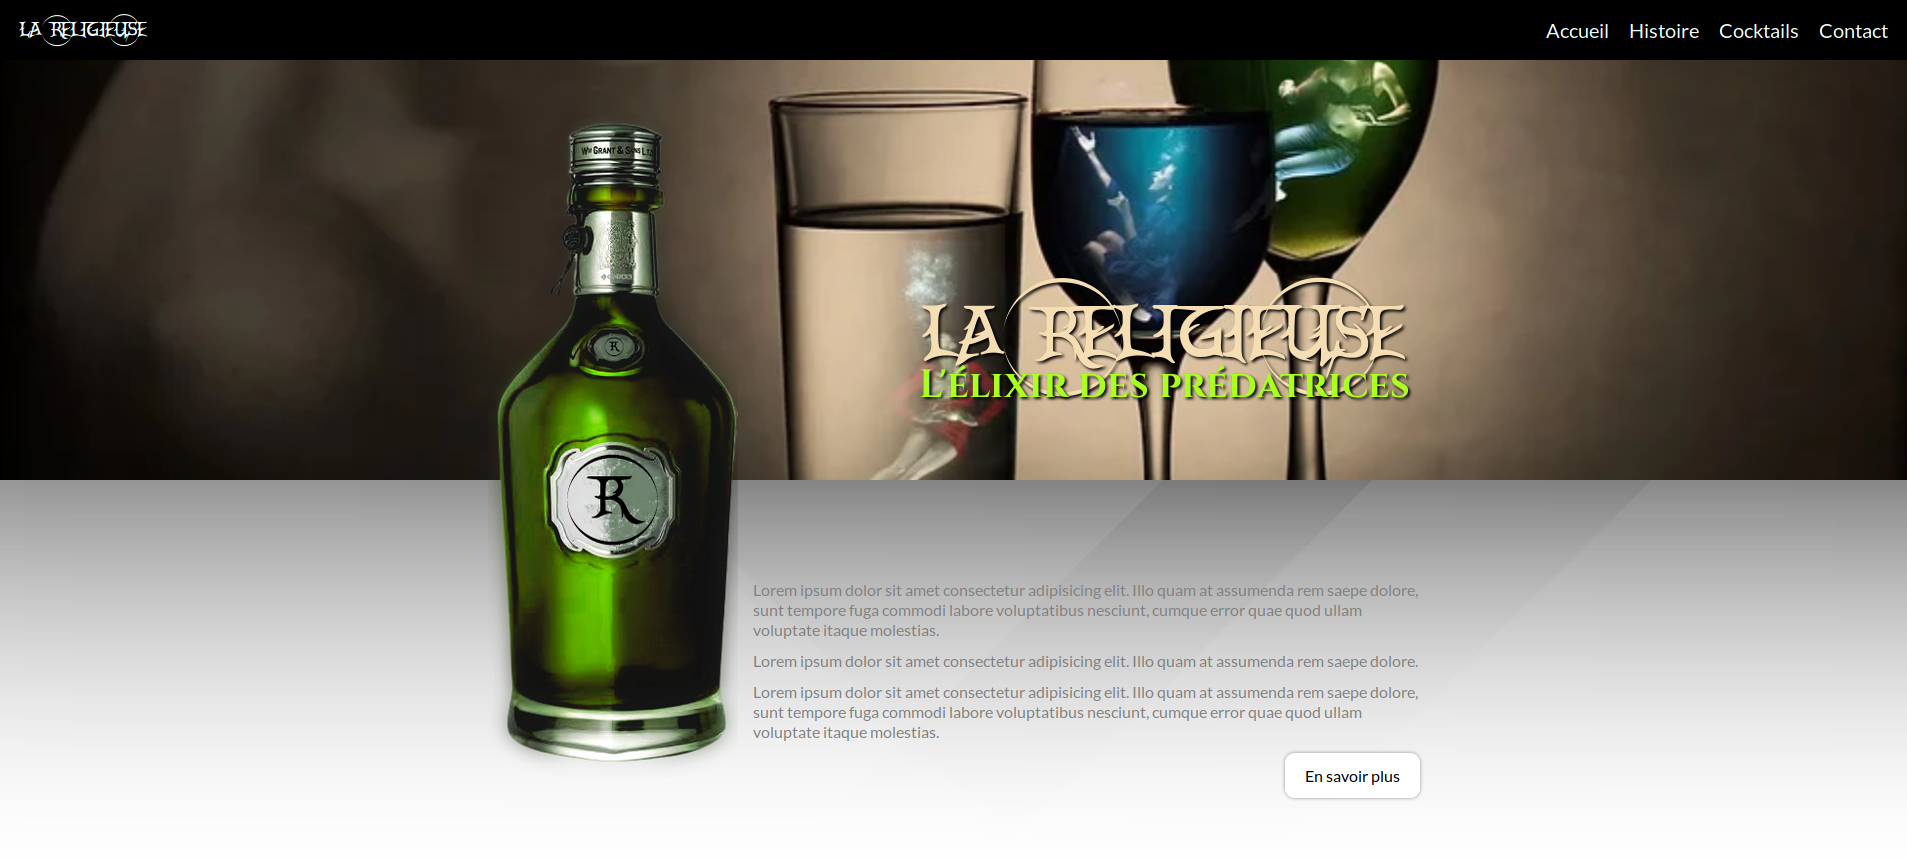 LA RELIGIEUSE
Accueil Histoire Cocktails Contact
Wm GRANT & SONS LTD
R
LA RELIGIEUSE
L'ÉLIXIR DES PRÉDATRICES
R
Lorem ipsum dolor sit amet consectetur adipisicing elit. Illo quam at assumenda rem saepe dolore,
sunt tempore fuga commodi labore voluptatibus nesciunt, cumque error quae quod ullam
voluptate itaque molestias.
Lorem ipsum dolor sit amet consectetur adipisicing elit. Illo quam at assumenda rem saepe dolore.
Lorem ipsum dolor sit amet consectetur adipisicing elit. Illo quam at assumenda rem saepe dolore,
sunt tempore fuga commodi labore voluptatibus nesciunt, cumque error quae quod ullam
voluptate itaque molestias.
En savoir plus